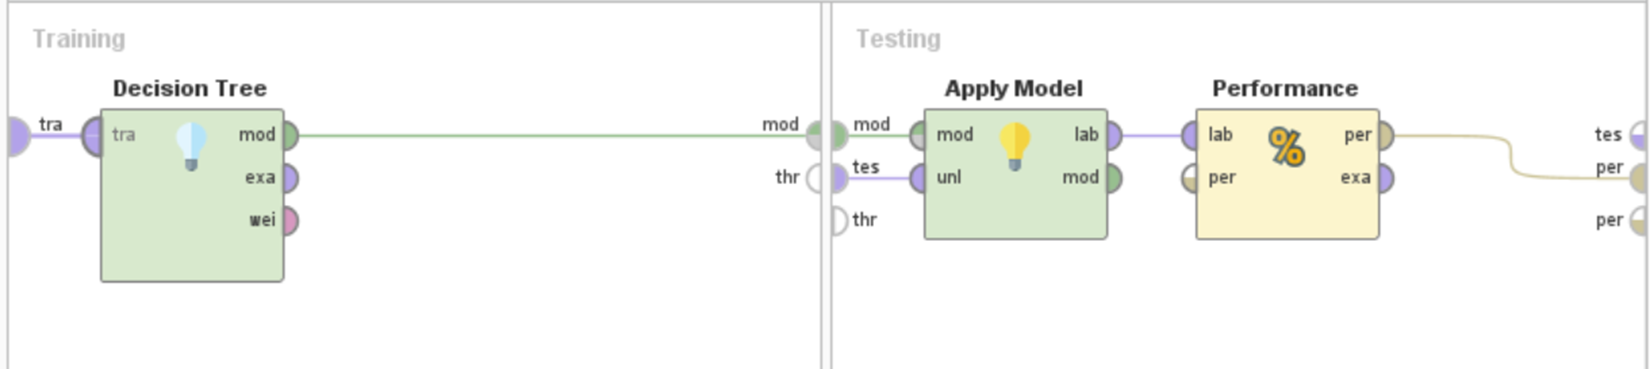 Training
Testing
Decision Tree
Apply Model
Performance
tra
tra
mod
mod
mod
mod
lab
lab
per
tes
exa
thr
tes
unl
mod
per
exa
per
wei
thr
per
%